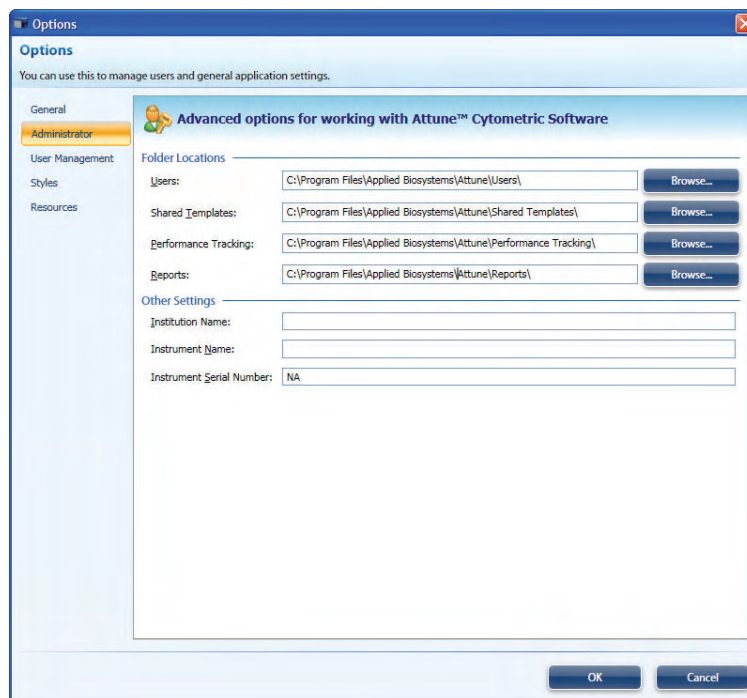 Options
Options
You can use this to manage users and general application settings.
General
Administrator
User Management
Styles
Resources
Advanced options for working with Attune™ Cytometric Software
Folder Locations
Users: C:\Program Files\Applied Biosystems\Attune\Users\ Browse...
Shared Templates: C:\Program Files\Applied Biosystems\Attune\Shared Templates\ Browse...
Performance Tracking: C:\Program Files\Applied Biosystems\Attune\Performance Tracking\ Browse...
Reports: C:\Program Files\Applied Biosystems\Attune\Reports\ Browse...
Other Settings
Institution Name:
Instrument Name:
Instrument Serial Number: NA
OK Cancel